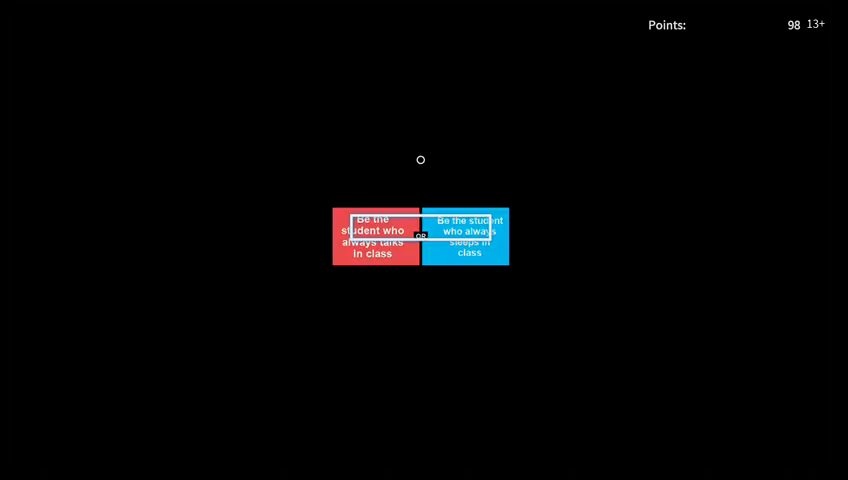 Points: 98 13+
Be the
student who
always talks
in class
OR
Be the student
who always
sleeps in
class